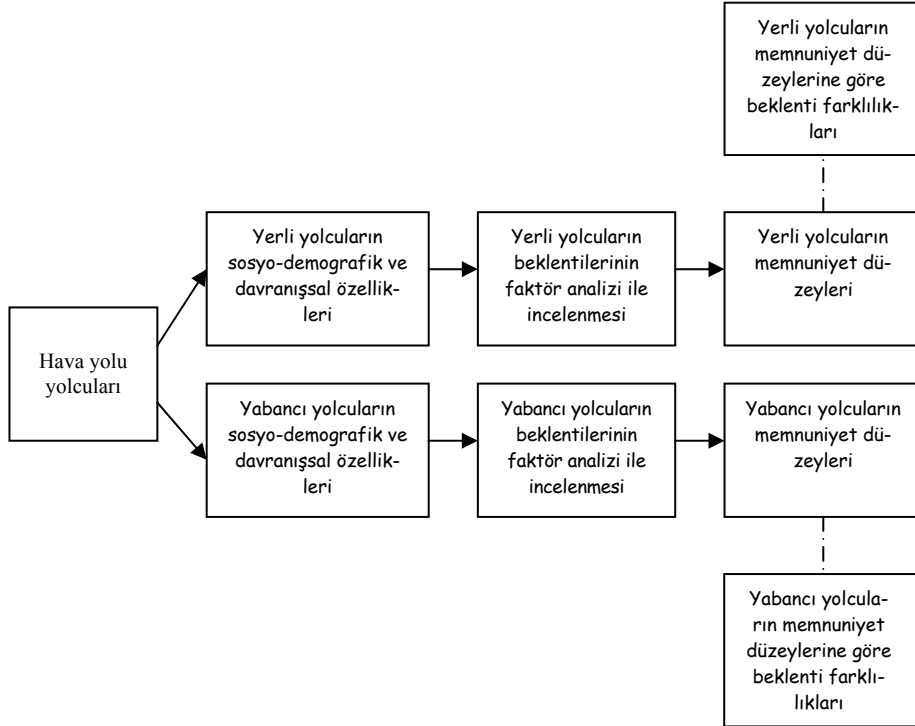 Yerli yolcuların
memnuniyet dü-
zeylerine göre
beklenti farklılık-
ları
Yerli yolcuların
sosyo-demografik ve
davranışsal özellik-
leri
Yerli yolcuların
beklentilerinin
faktör analizi ile
incelenmesi
Yerli yolcuların
memnuniyet dü-
zeyleri
Hava yolu
yolcuları
Yabancı yolcuların
sosyo-demografik ve
davranışsal özellik-
leri
Yabancı yolcuların
beklentilerinin
faktör analizi ile
incelenmesi
Yabancı yolcuların
memnuniyet dü-
zeyleri
Yabancı yolcula-
rın memnuniyet
düzeylerine göre
beklenti farklı-
lıkları